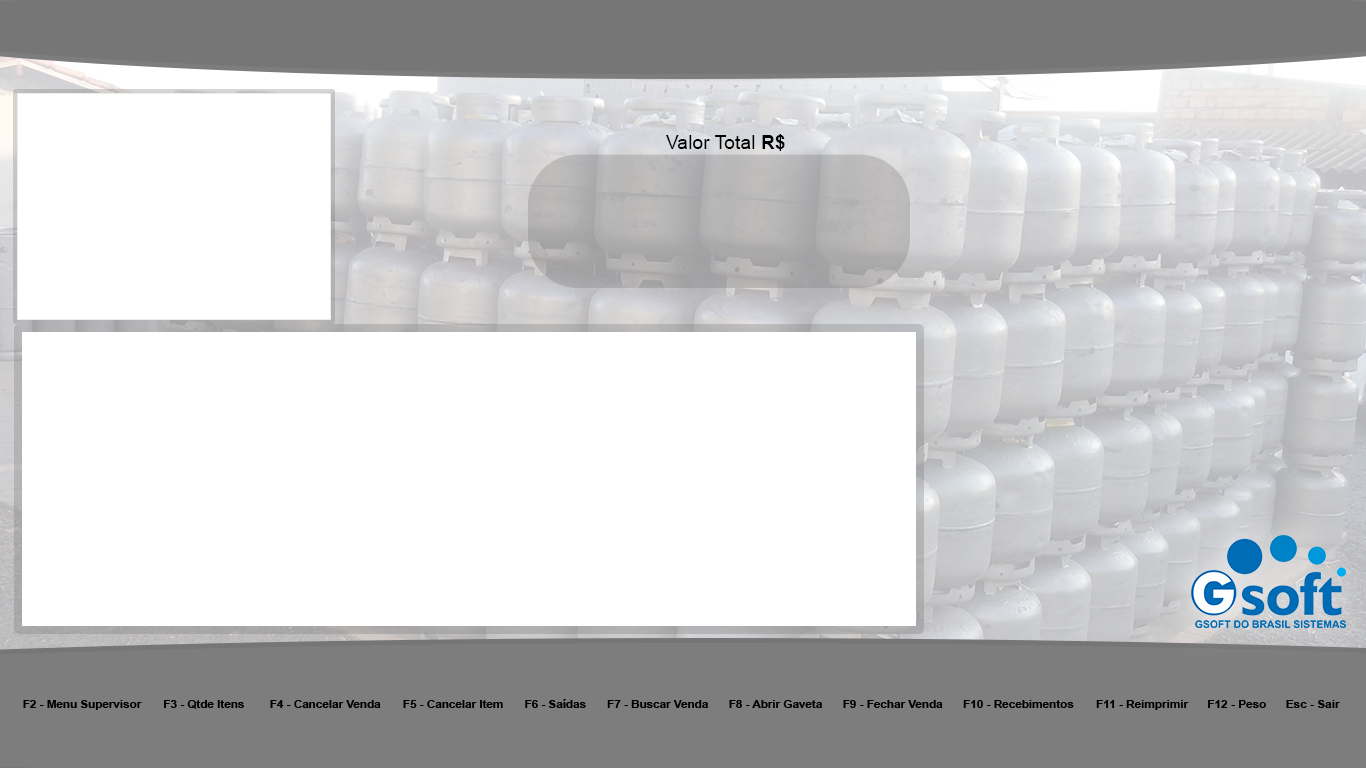 Valor Total R$
Gsoft
GSOFT DO BRASIL SISTEMAS
F2 - Menu Supervisor F3 - Qtde Itens F4 - Cancelar Venda F5 - Cancelar Item F6 - Saídas F7 - Buscar Venda F8 - Abrir Gaveta F9 - Fechar Venda F10 - Recebimentos F11 - Reimprimir F12 - Peso Esc - Sair